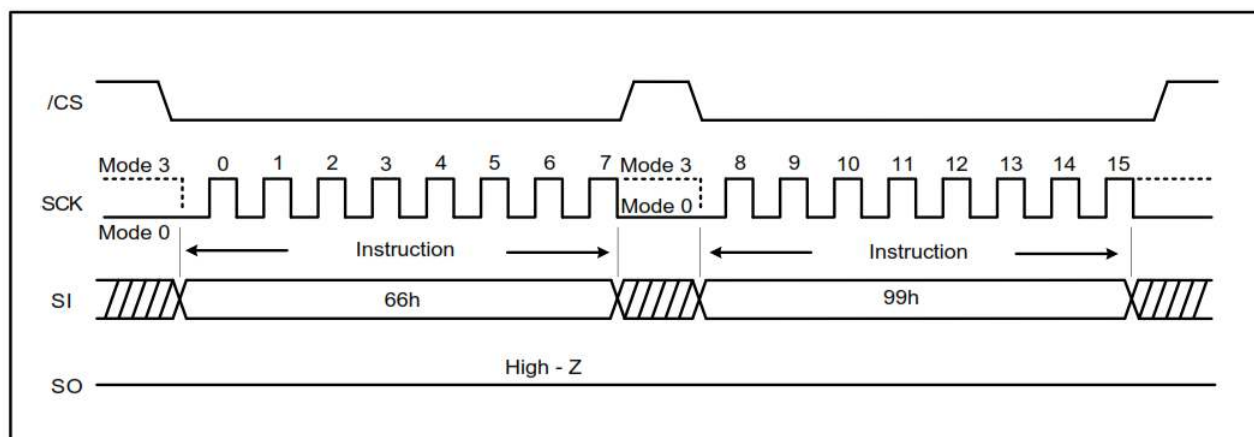 /CS
Mode 3 0 1 2 3 4 5 6 7 Mode 3 8 9 10 11 12 13 14 15
SCK
Mode 0
Mode 0
Instruction Instruction
SI 66h 99h
High - Z
SO